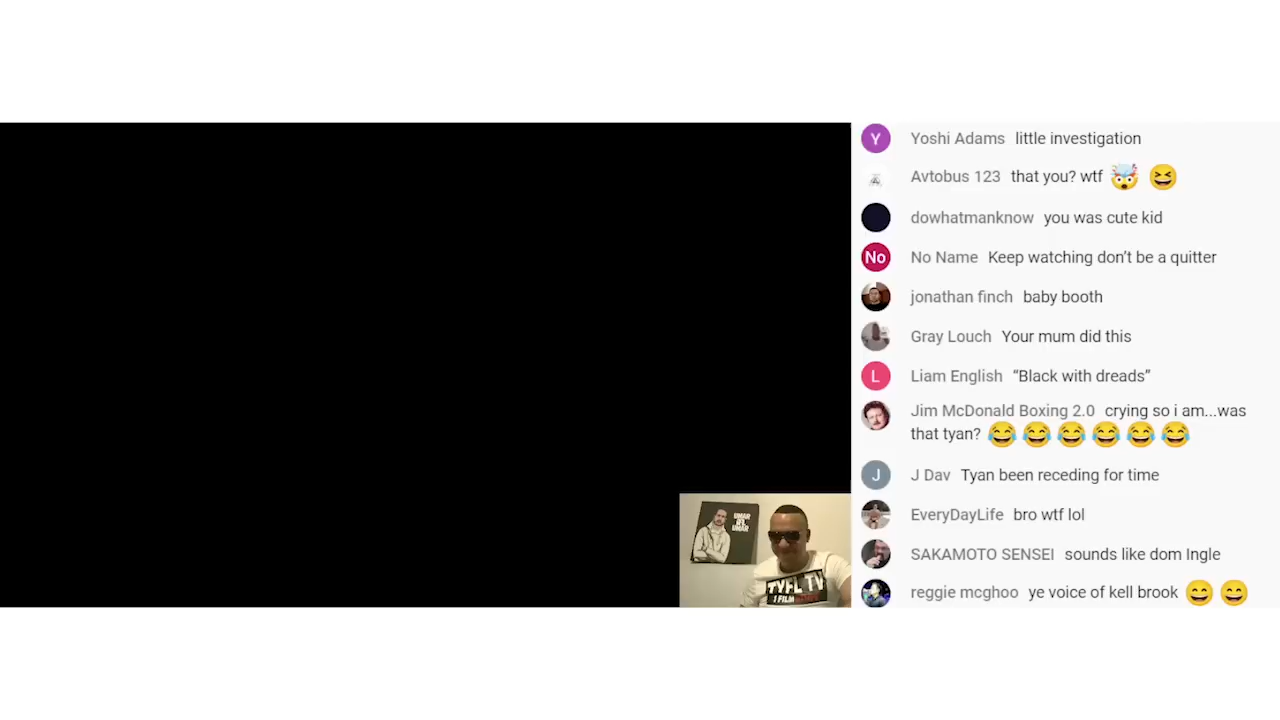 Y Yoshi Adams little investigation
Avtobus 123 that you? wtf 🤯 😆
dowhatmanknow you was cute kid
No No Name Keep watching don’t be a quitter
jonathan finch baby booth
Gray Louch Your mum did this
L Liam English “Black with dreads”
Jim McDonald Boxing 2.0 crying so i am...was
that tyan? 😂 😂 😂 😂 😂 😂
J J Dav Tyan been receding for time
EveryDayLife bro wtf lol
SAKAMOTO SENSEI sounds like dom Ingle
reggie mcghoo ye voice of kell brook 😄 😄
UMAR
UMAR
TYFL TV
I FILM